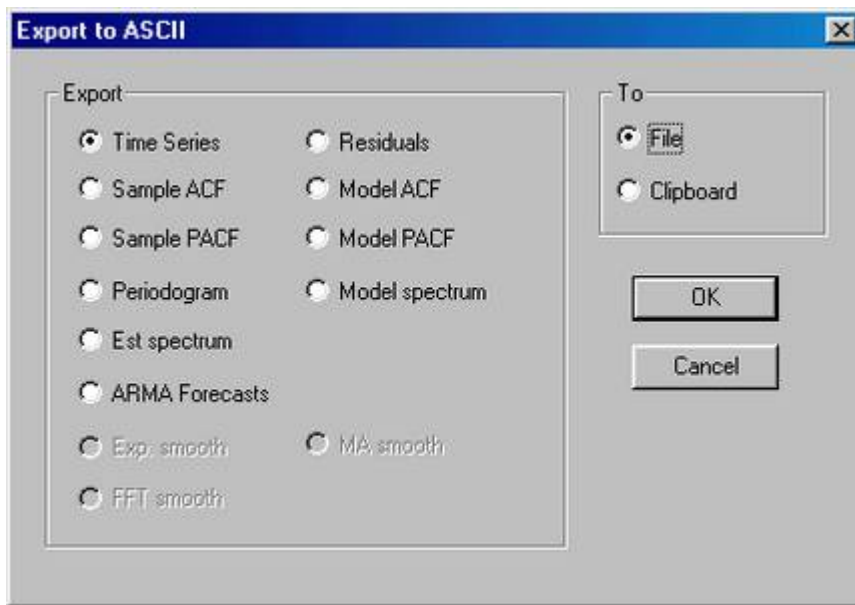 Export to ASCII
Export
Time Series
Residuals
Sample ACF
Model ACF
Sample PACF
Model PACF
Periodogram
Model spectrum
Est spectrum
ARMA Forecasts
Exp. smooth
MA smooth
FFT smooth
To
File
Clipboard
OK
Cancel